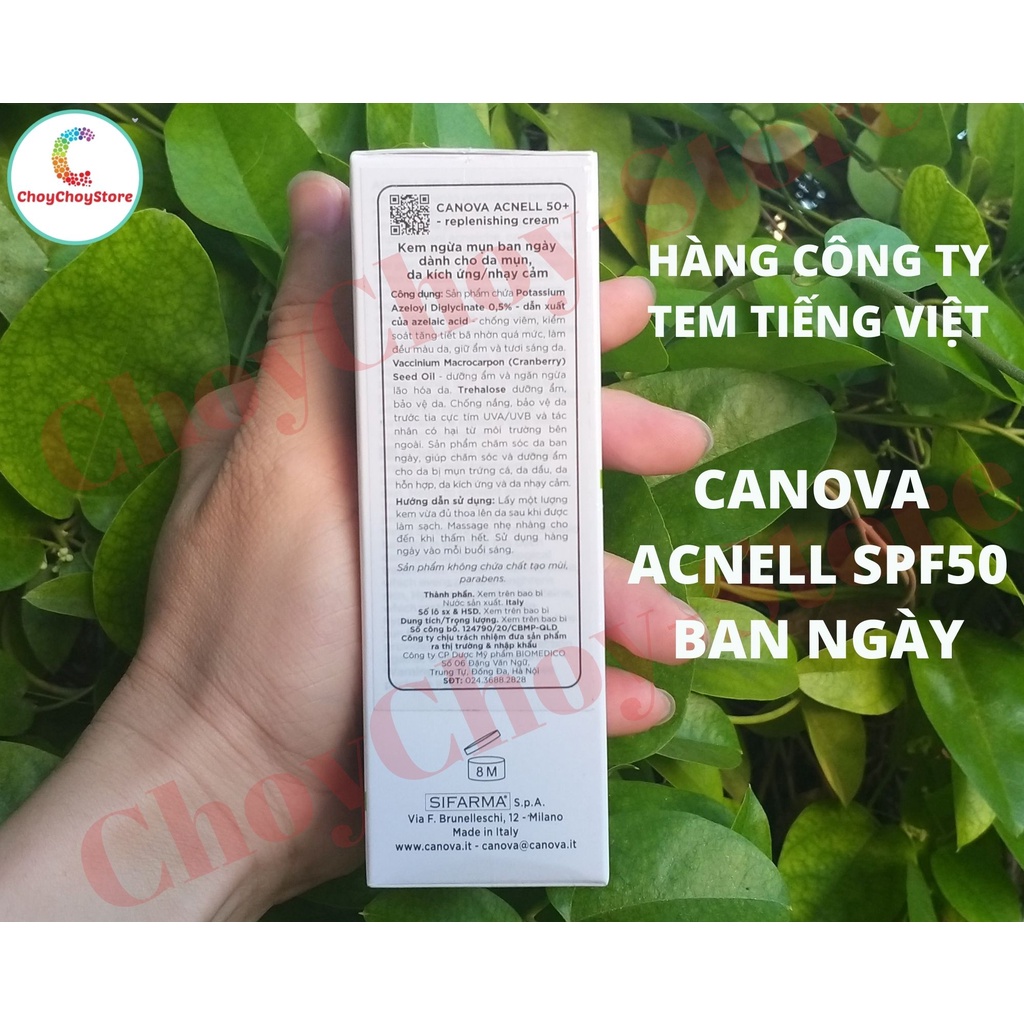 ChoyChoyStore
CANOVA ACNELL 50+
- replenishing cream
Kem ngừa mụn ban ngày
dành cho da mụn,
da kích ứng/nhạy cảm
Công dụng: Sản phẩm chứa Potassium
Azeloyl Diglycinate 0,5% - dẫn xuất
của azelaic acid - chống viêm, kiểm
soát tăng tiết bã nhờn quá mức, làm
đều màu da, giữ ẩm và tươi sáng da.
Vaccinium Macrocarpon (Cranberry)
Seed Oil - dưỡng ẩm và ngăn ngừa
lão hóa da. Trehalose dưỡng ẩm,
bảo vệ da. Chống nắng, bảo vệ da
trước tia cực tím UVA/UVB và tác
nhân có hại từ môi trường bên
ngoài. Sản phẩm chăm sóc da ban
ngày, giúp chăm sóc và dưỡng ẩm
cho da bị mụn trứng cá, da dầu, da
hỗn hợp, da kích ứng và da nhạy cảm.
Hướng dẫn sử dụng: Lấy một lượng
kem vừa đủ thoa lên da sau khi được
làm sạch. Massage nhẹ nhàng cho
đến khi thấm hết. Sử dụng hàng
ngày vào mỗi buổi sáng.
Sản phẩm không chứa chất tạo mùi,
parabens.
Thành phần. Xem trên bao bì
Nước sản xuất. Italy
Số lô sx & HSD. Xem trên bao bì
Dung tích/Trọng lượng. Xem trên bao bì
Số công bố. 124790/20/CBMP-QLD
Công ty chịu trách nhiệm đưa sản phẩm
ra thị trường & nhập khẩu
Công ty CP Dược Mỹ phẩm BIOMEDICO
Số 06 Đặng Văn Ngữ,
Trung Tự, Đống Đa, Hà Nội
SĐT: 024.3688.2828
8 M
SIFARMA® S.p.A.
Via F. Brunelleschi, 12 - Milano
Made in Italy
www.canova.it - canova@canova.it
HÀNG CÔNG TY
TEM TIẾNG VIỆT
CANOVA
ACNELL SPF50
BAN NGÀY
ChoyChoyStore
ChoyChoyStore